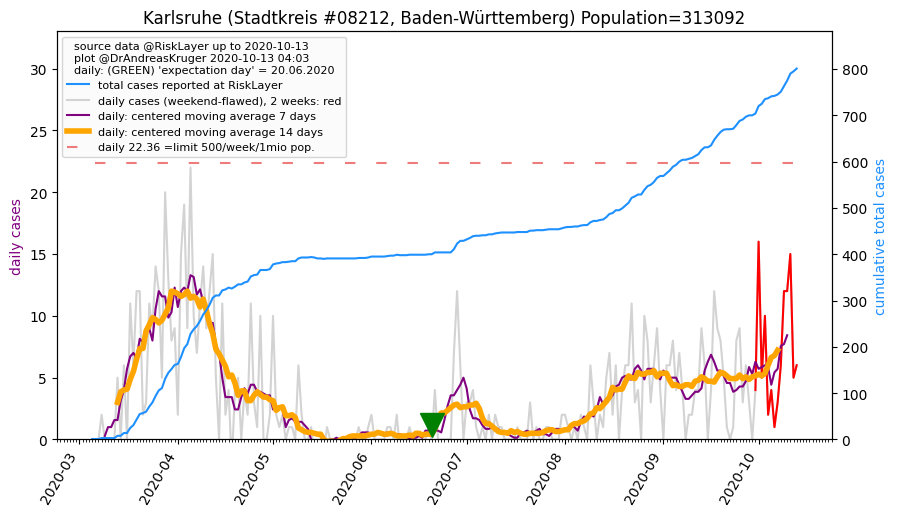 Karlsruhe (Stadtkreis #08212, Baden-Württemberg) Population=313092
source data @RiskLayer up to 2020-10-13
plot @DrAndreasKruger 2020-10-13 04:03
daily: (GREEN) 'expectation day' = 20.06.2020
total cases reported at RiskLayer
daily cases (weekend-flawed), 2 weeks: red
daily: centered moving average 7 days
daily: centered moving average 14 days
daily 22.36 =limit 500/week/1mio pop.
daily cases
30
25
20
15
10
5
0
cumulative total cases
800
700
600
500
400
300
200
100
0
2020-03
2020-04
2020-05
2020-06
2020-07
2020-08
2020-09
2020-10